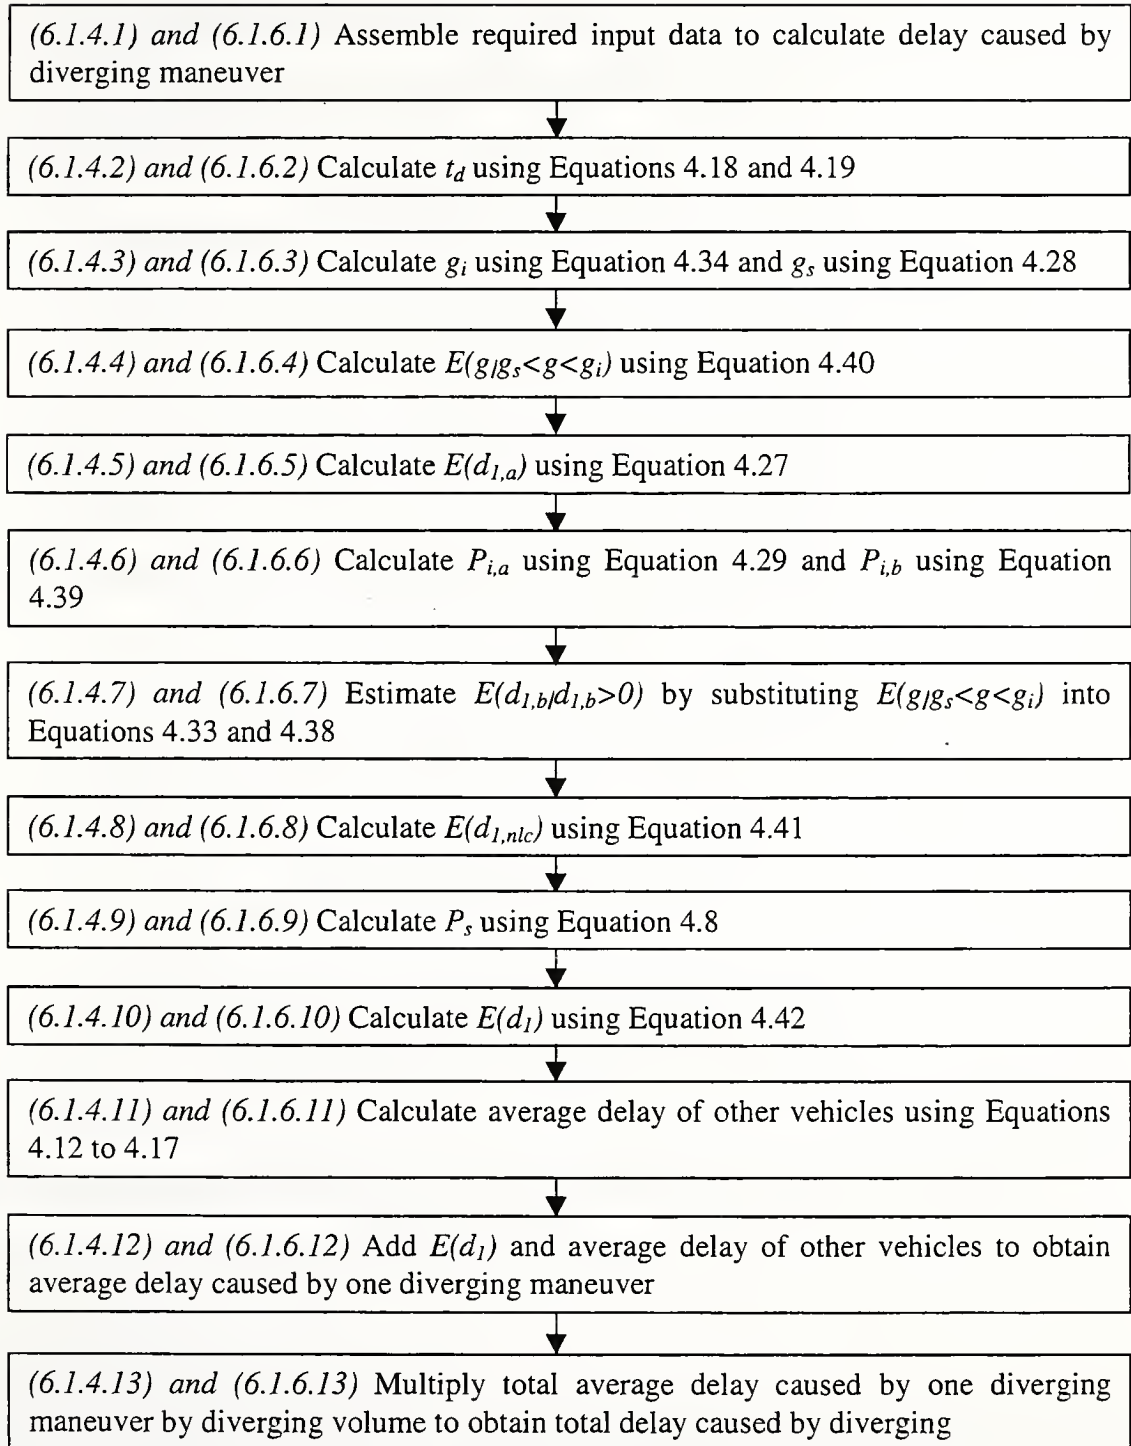 (6.1.4.1) and (6.1.6.1) Assemble required input data to calculate delay caused by
diverging maneuver
(6.1.4.2) and (6.1.6.2) Calculate t_d using Equations 4.18 and 4.19
(6.1.4.3) and (6.1.6.3) Calculate g_i using Equation 4.34 and g_s using Equation 4.28
(6.1.4.4) and (6.1.6.4) Calculate E(g/g_s<g<g_i) using Equation 4.40
(6.1.4.5) and (6.1.6.5) Calculate E(d_{1,a}) using Equation 4.27
(6.1.4.6) and (6.1.6.6) Calculate P_{i,a} using Equation 4.29 and P_{i,b} using Equation
4.39
(6.1.4.7) and (6.1.6.7) Estimate E(d_{1,b}/d_{1,b}>0) by substituting E(g/g_s<g<g_i) into
Equations 4.33 and 4.38
(6.1.4.8) and (6.1.6.8) Calculate E(d_{1,nlc}) using Equation 4.41
(6.1.4.9) and (6.1.6.9) Calculate P_s using Equation 4.8
(6.1.4.10) and (6.1.6.10) Calculate E(d_1) using Equation 4.42
(6.1.4.11) and (6.1.6.11) Calculate average delay of other vehicles using Equations
4.12 to 4.17
(6.1.4.12) and (6.1.6.12) Add E(d_1) and average delay of other vehicles to obtain
average delay caused by one diverging maneuver
(6.1.4.13) and (6.1.6.13) Multiply total average delay caused by one diverging
maneuver by diverging volume to obtain total delay caused by diverging